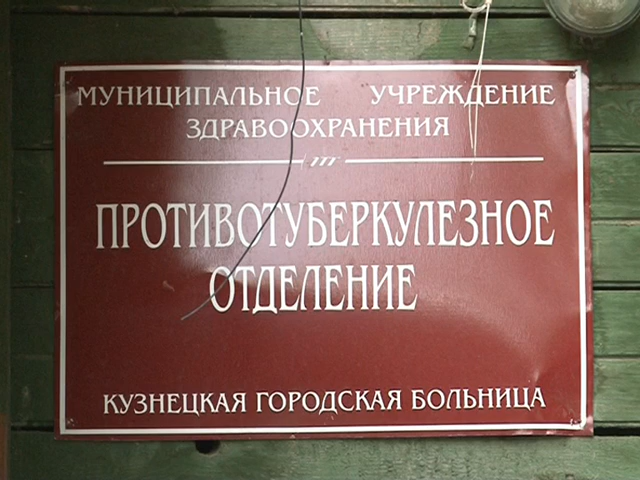 МУНИЦИПАЛЬНОЕ УЧРЕЖДЕНИЕ
ЗДРАВООХРАНЕНИЯ
ПРОТИВОТУБЕРКУЛЕЗНОЕ
ОТДЕЛЕНИЕ
КУЗНЕЦКАЯ ГОРОДСКАЯ БОЛЬНИЦА